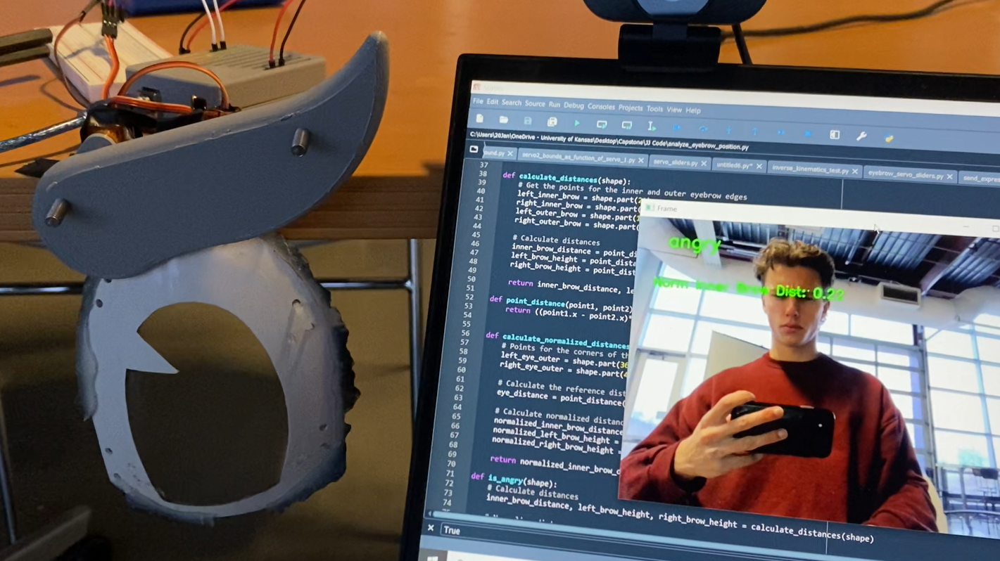 File Edit Search Source Run Debug Consoles Projects Tools View Help
C:\Users\20Jan\OneDrive - University of Kansas\Desktop\Capstone\JJ Code\analyze_eyebrow_position.py
ound.py servo2_bounds_as_function_of_servo_1.py servo_sliders.py untitled6.py* inverse_kinematics_test.py eyebrow_servo_sliders.py send_expres
37
38 def calculate_distances(shape):
39 # Get the points for the inner and outer eyebrow edges
40 left_inner_brow = shape.part(2
41 right_inner_brow = shape.part(
42 left_outer_brow = shape.part(
43 right_outer_brow = shape.part(
44
45 # Calculate distances
46 inner_brow_distance = point_di
47 left_brow_height = point_dista
48 right_brow_height = point_dist
49
50 return inner_brow_distance, le
51
52 def point_distance(point1, point2)
53 return ((point1.x - point2.x)*
54
55
56 def calculate_normalized_distances
57 # Points for the corners of th
58 left_eye_outer = shape.part(36
59 right_eye_outer = shape.part(4
60
61 # Calculate the reference dist
62 eye_distance = point_distance(
63
64 # Calculate normalized distanc
65 normalized_inner_brow_distance
66 normalized_left_brow_height =
67 normalized_right_brow_height =
68
69 return normalized_inner_brow_d
70
71 def is_angry(shape):
72 # Calculate distances
73 inner_brow_distance, left_brow_height, right_brow_height = calculate_distances(shape)
74
Frame
angry
Norm Inner Brow Dist: 0.22
True